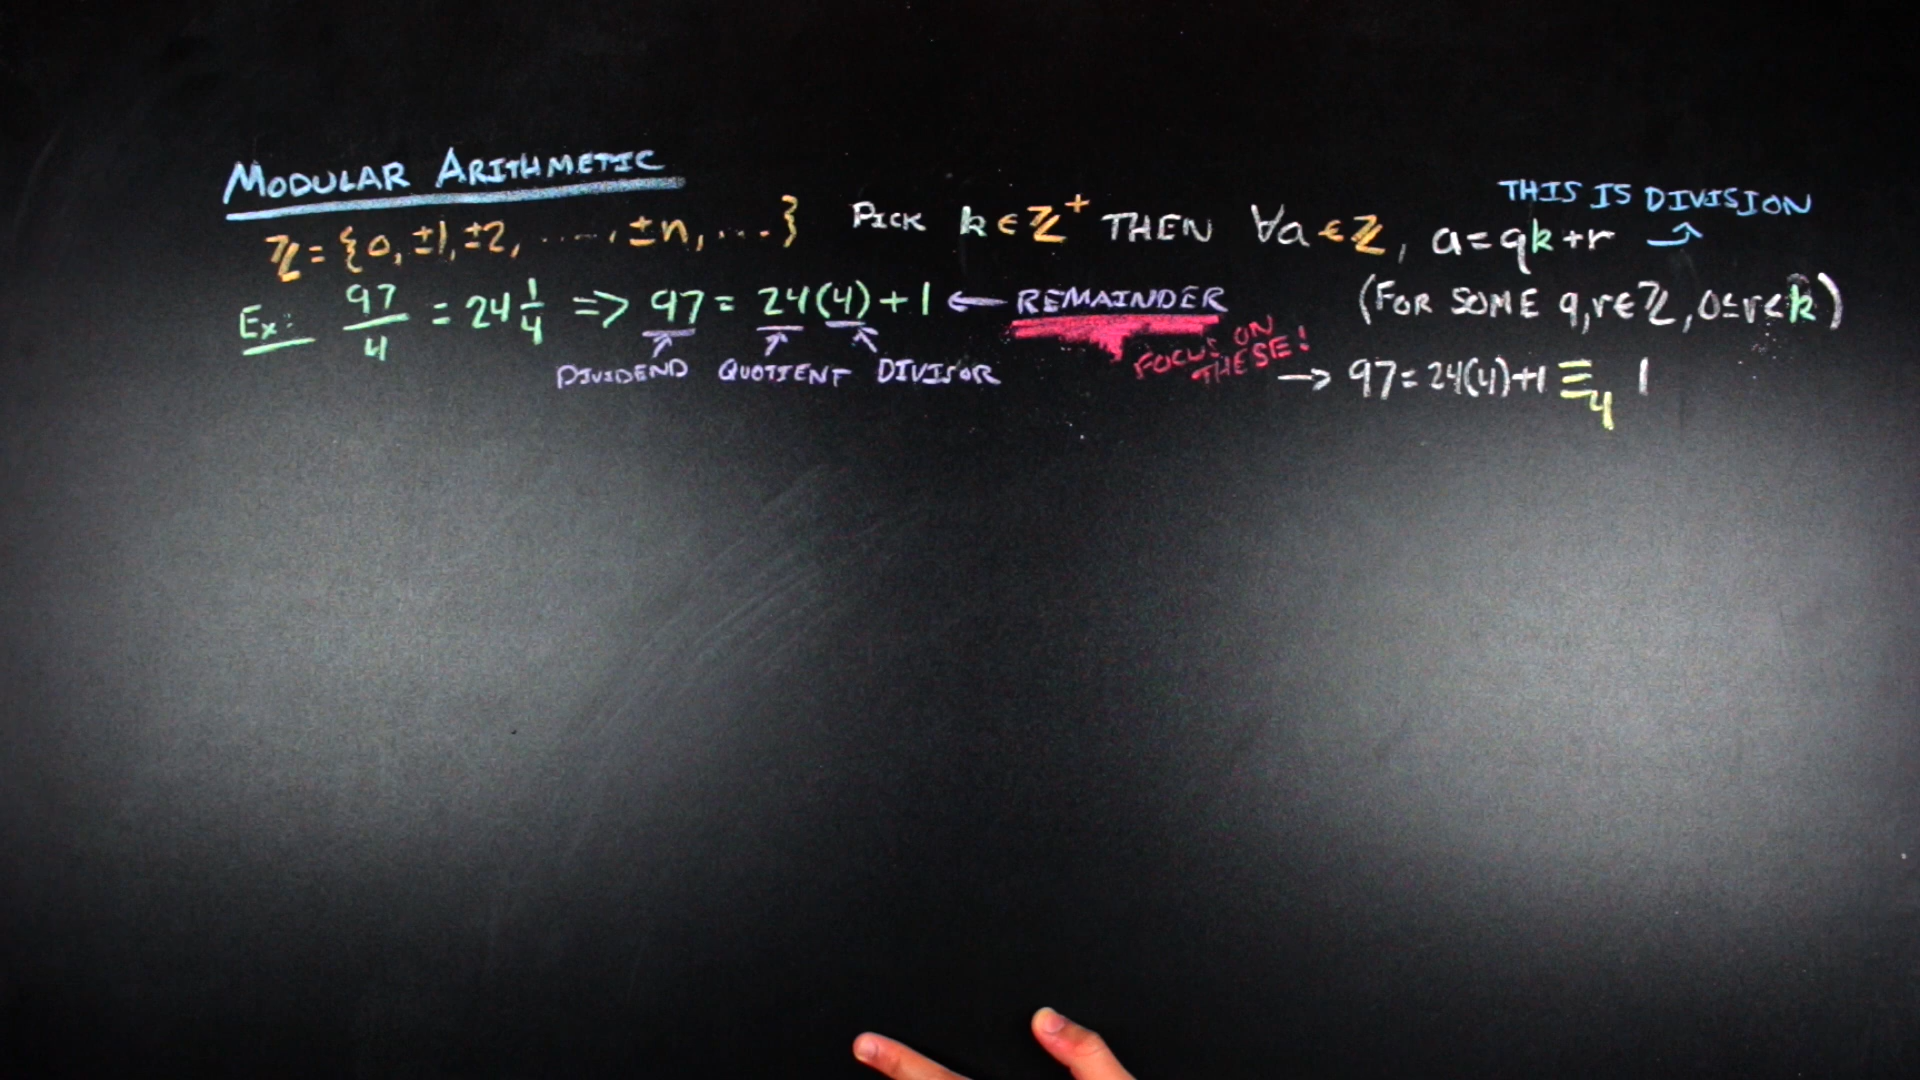 MODULAR ARITHMETIC
ℤ = {0, ±1, ±2, ....., ±n, ...} PICK k ∈ ℤ⁺ THEN ∀a ∈ ℤ, a = qk + r
THIS IS DIVISION
(FOR SOME q, r ∈ ℤ, 0 ≤ r < k)
Ex: 97/4 = 24 1/4 => 97 = 24(4) + 1 ← REMAINDER
DIVIDEND QUOTIENT DIVISOR
FOCUS ON
THESE!
→ 97 = 24(4) + 1 ≡₄ 1